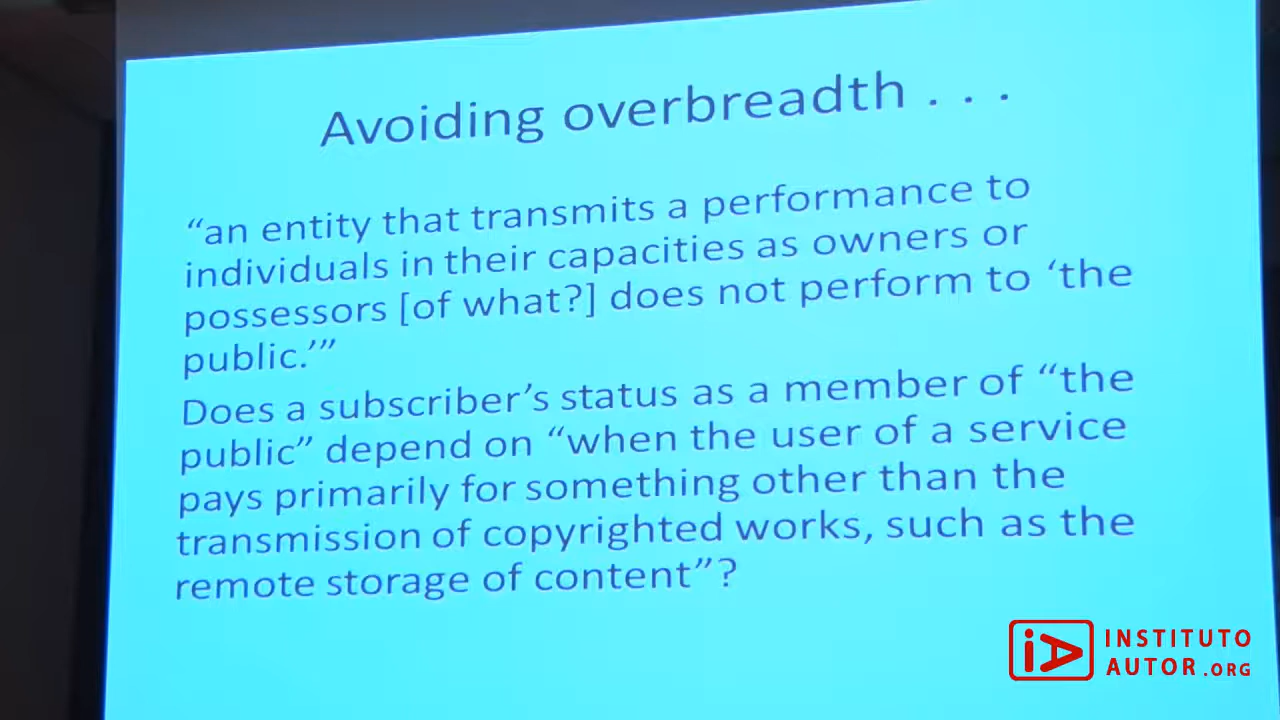 Avoiding overbreadth . . .
“an entity that transmits a performance to
individuals in their capacities as owners or
possessors [of what?] does not perform to ‘the
public.’”
Does a subscriber’s status as a member of “the
public” depend on “when the user of a service
pays primarily for something other than the
transmission of copyrighted works, such as the
remote storage of content”?
iA INSTITUTO
AUTOR.ORG